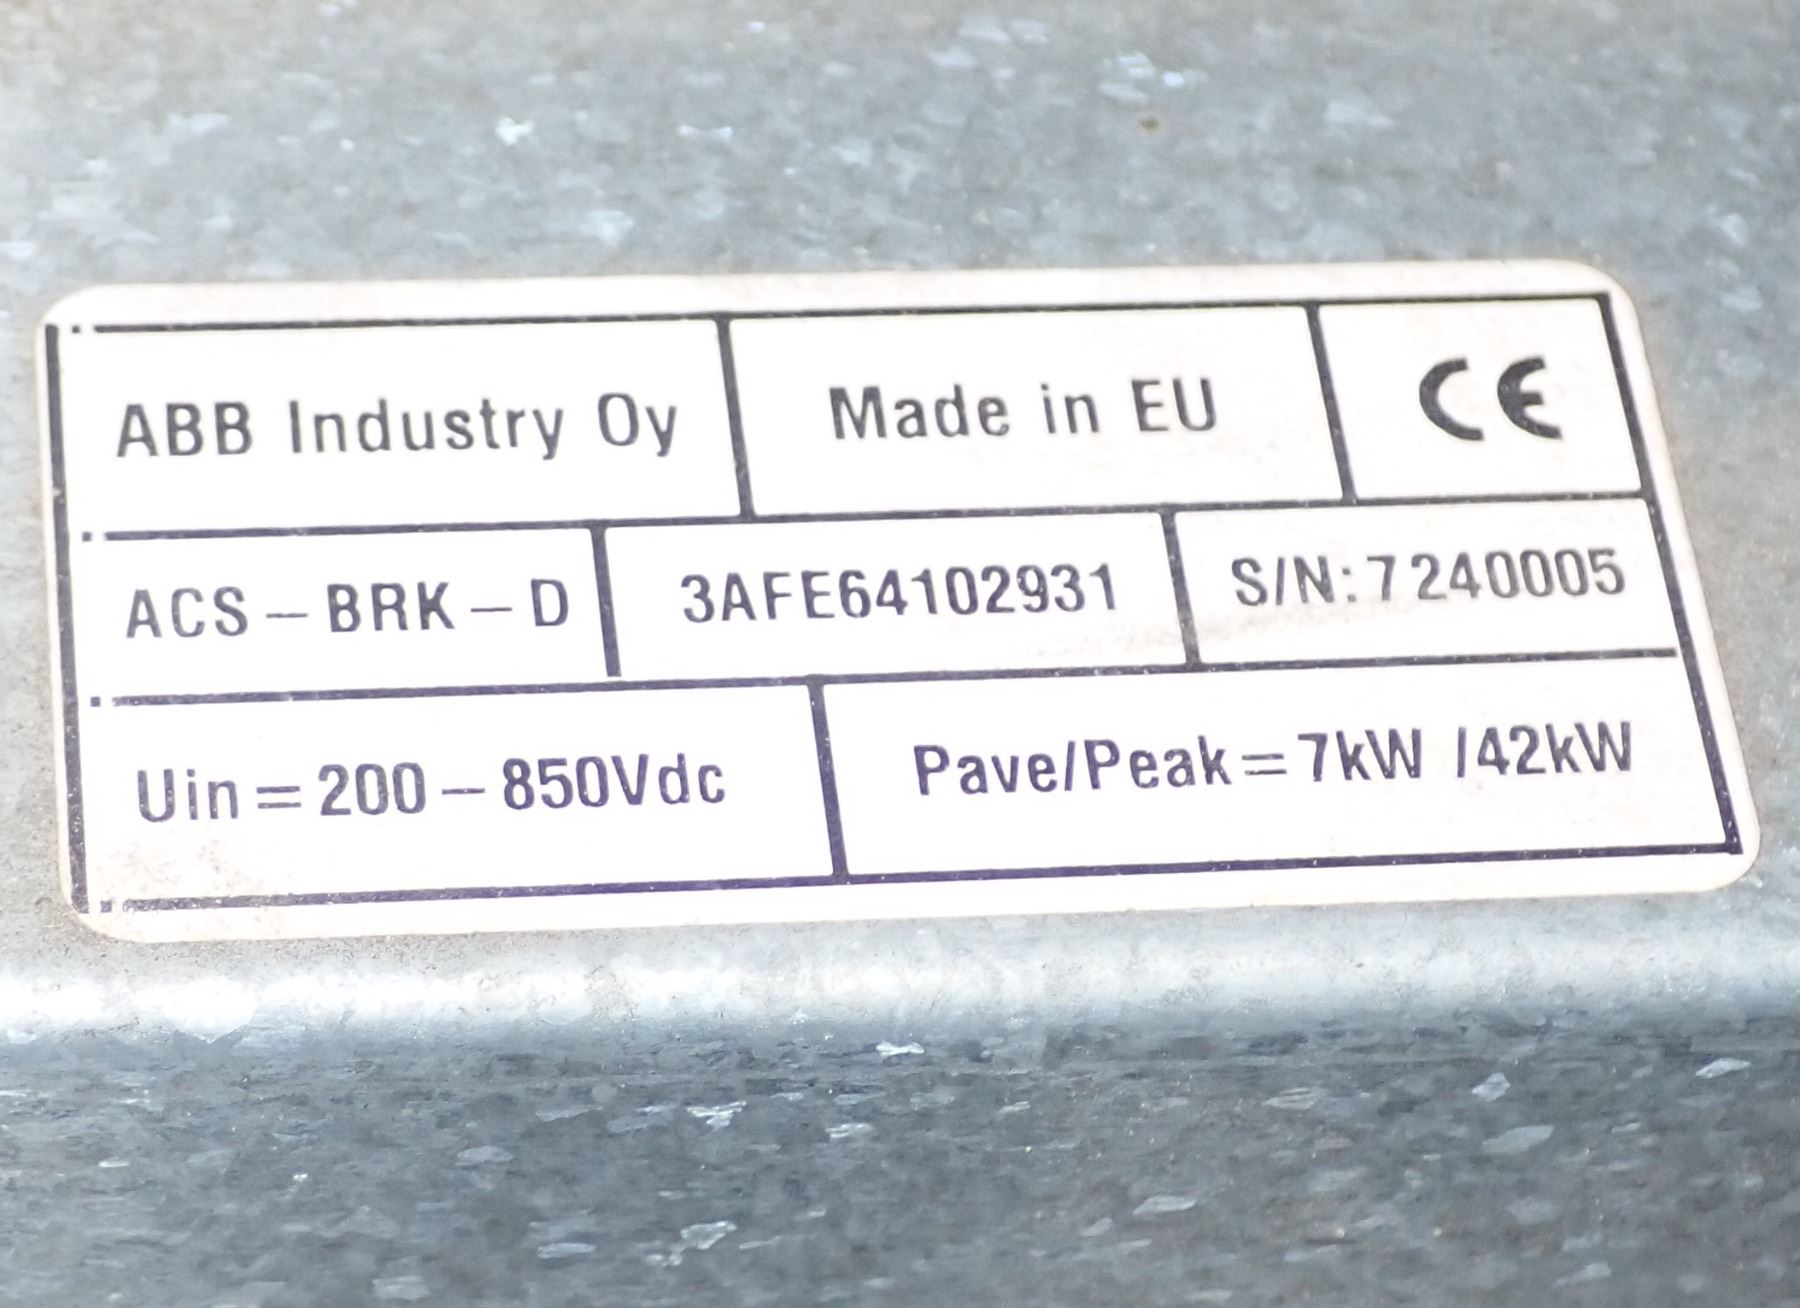 ABB Industry Oy Made in EU CE
ACS-BRK-D 3AFE64102931 S/N:7240005
Uin=200-850Vdc Pave/Peak=7kW /42kW